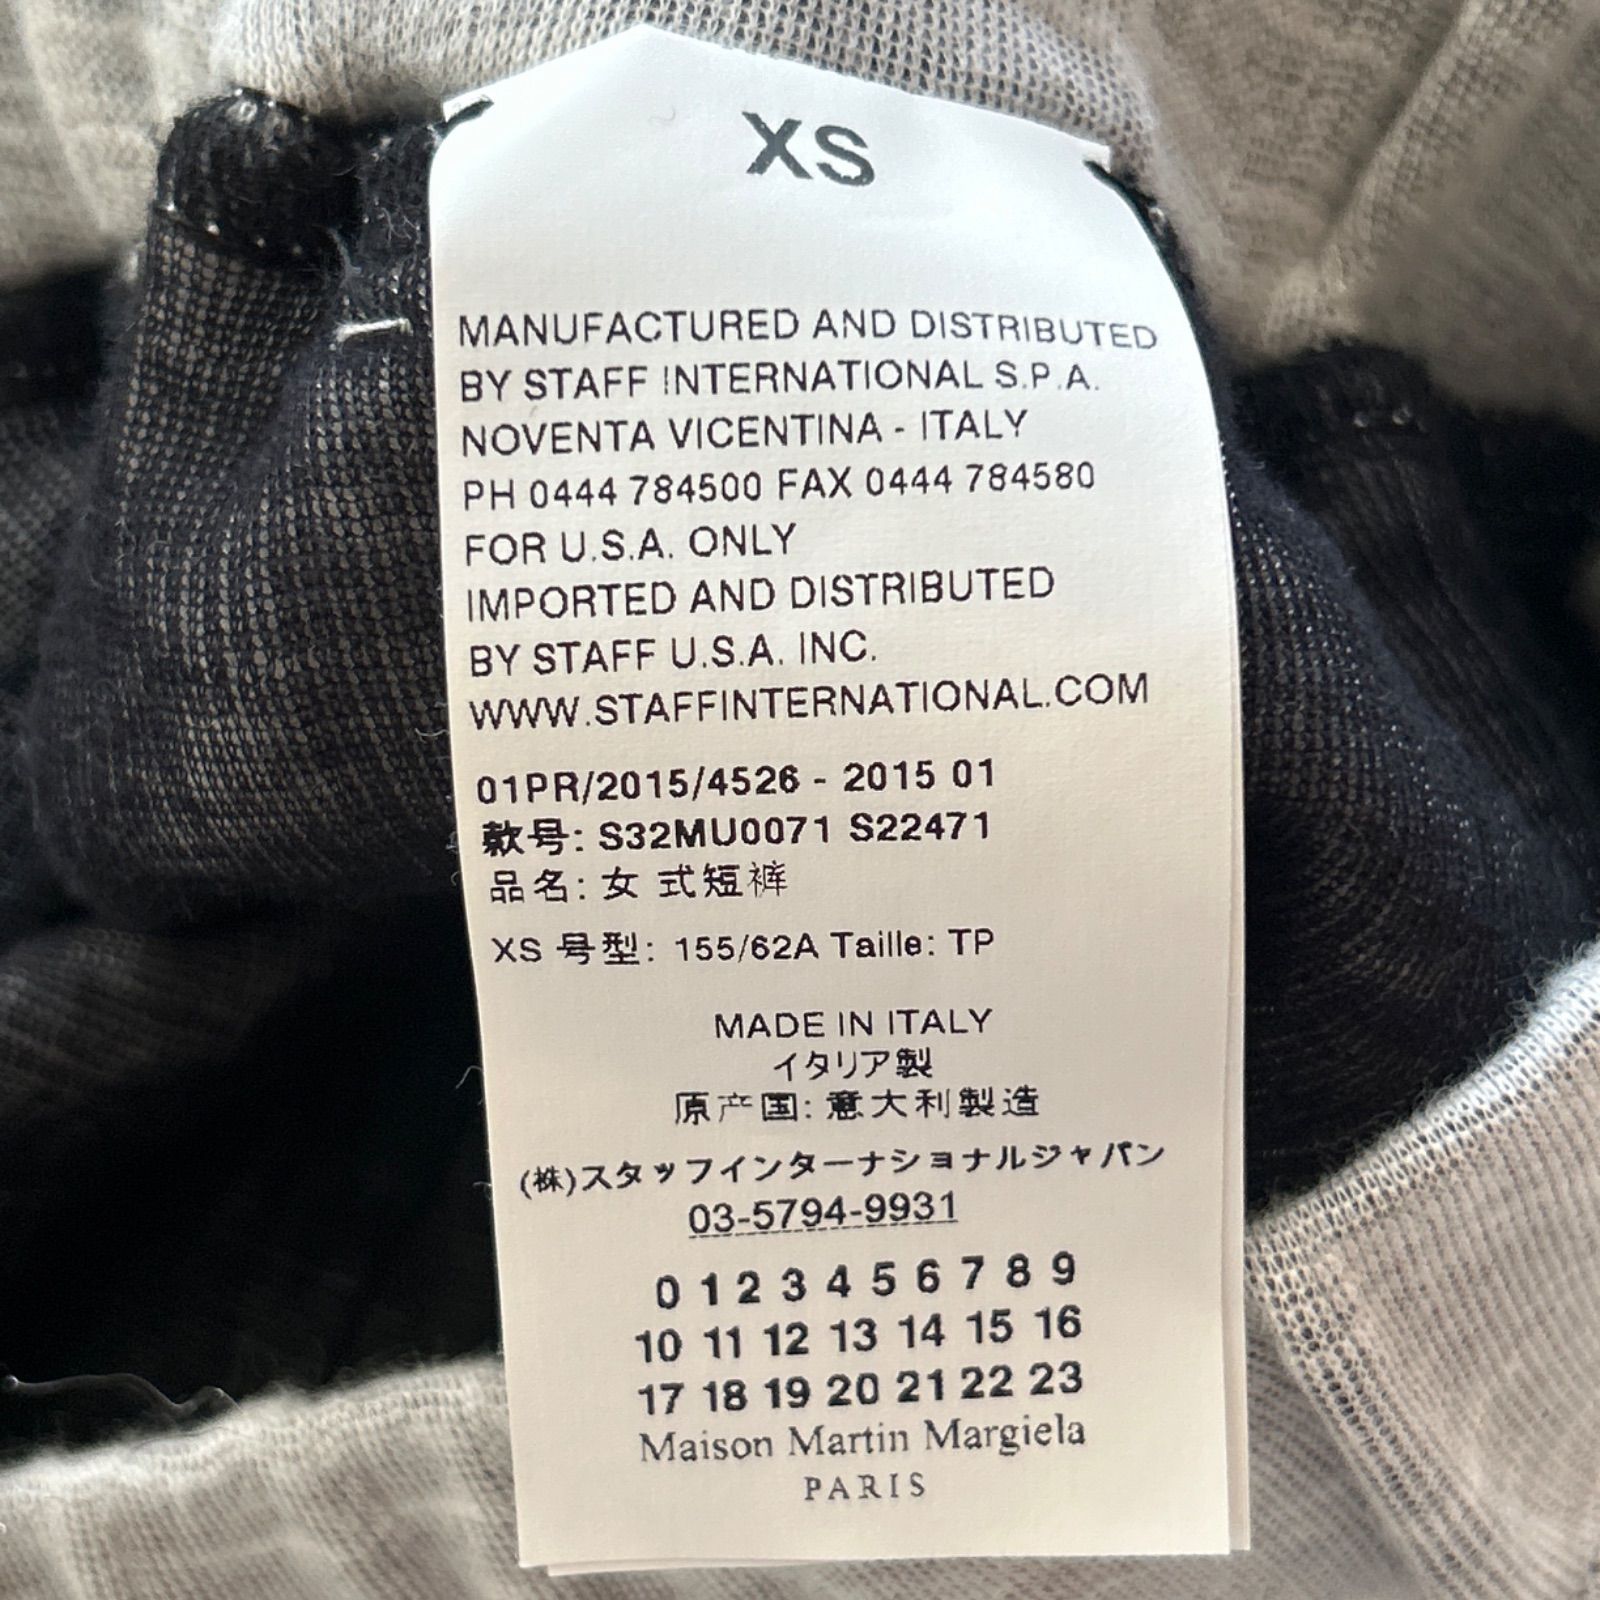 XS
MANUFACTURED AND DISTRIBUTED
BY STAFF INTERNATIONAL S.P.A.
NOVENTA VICENTINA - ITALY
PH 0444 784500 FAX 0444 784580
FOR U.S.A. ONLY
IMPORTED AND DISTRIBUTED
BY STAFF U.S.A. INC.
WWW.STAFFINTERNATIONAL.COM
01PR/2015/4526 - 2015 01
款号: S32MU0071 S22471
品名: 女 式短裤
XS 号型: 155/62A Taille: TP
MADE IN ITALY
イタリア製
原产国: 意大利製造
(株)スタッフインターナショナルジャパン
03-5794-9931
0 1 2 3 4 5 6 7 8 9
10 11 12 13 14 15 16
17 18 19 20 21 22 23
Maison Martin Margiela
PARIS